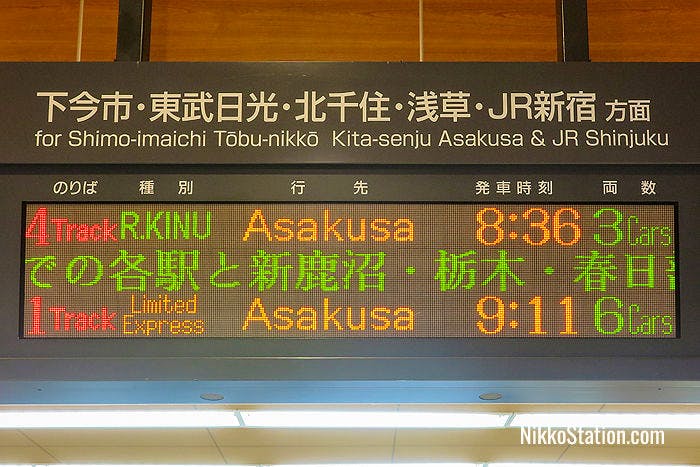 下今市・東武日光・北千住・浅草・JR新宿 方面
for Shimo-imaichi Tōbu-nikkō Kita-senju Asakusa & JR Shinjuku
のりば 種別 行先 発車時刻 両数
4 Track R.KINU Asakusa 8:36 3 Cars
での各駅と新鹿沼・栃木・春日部
1 Track Limited Express Asakusa 9:11 6 Cars
NikkoStation.com